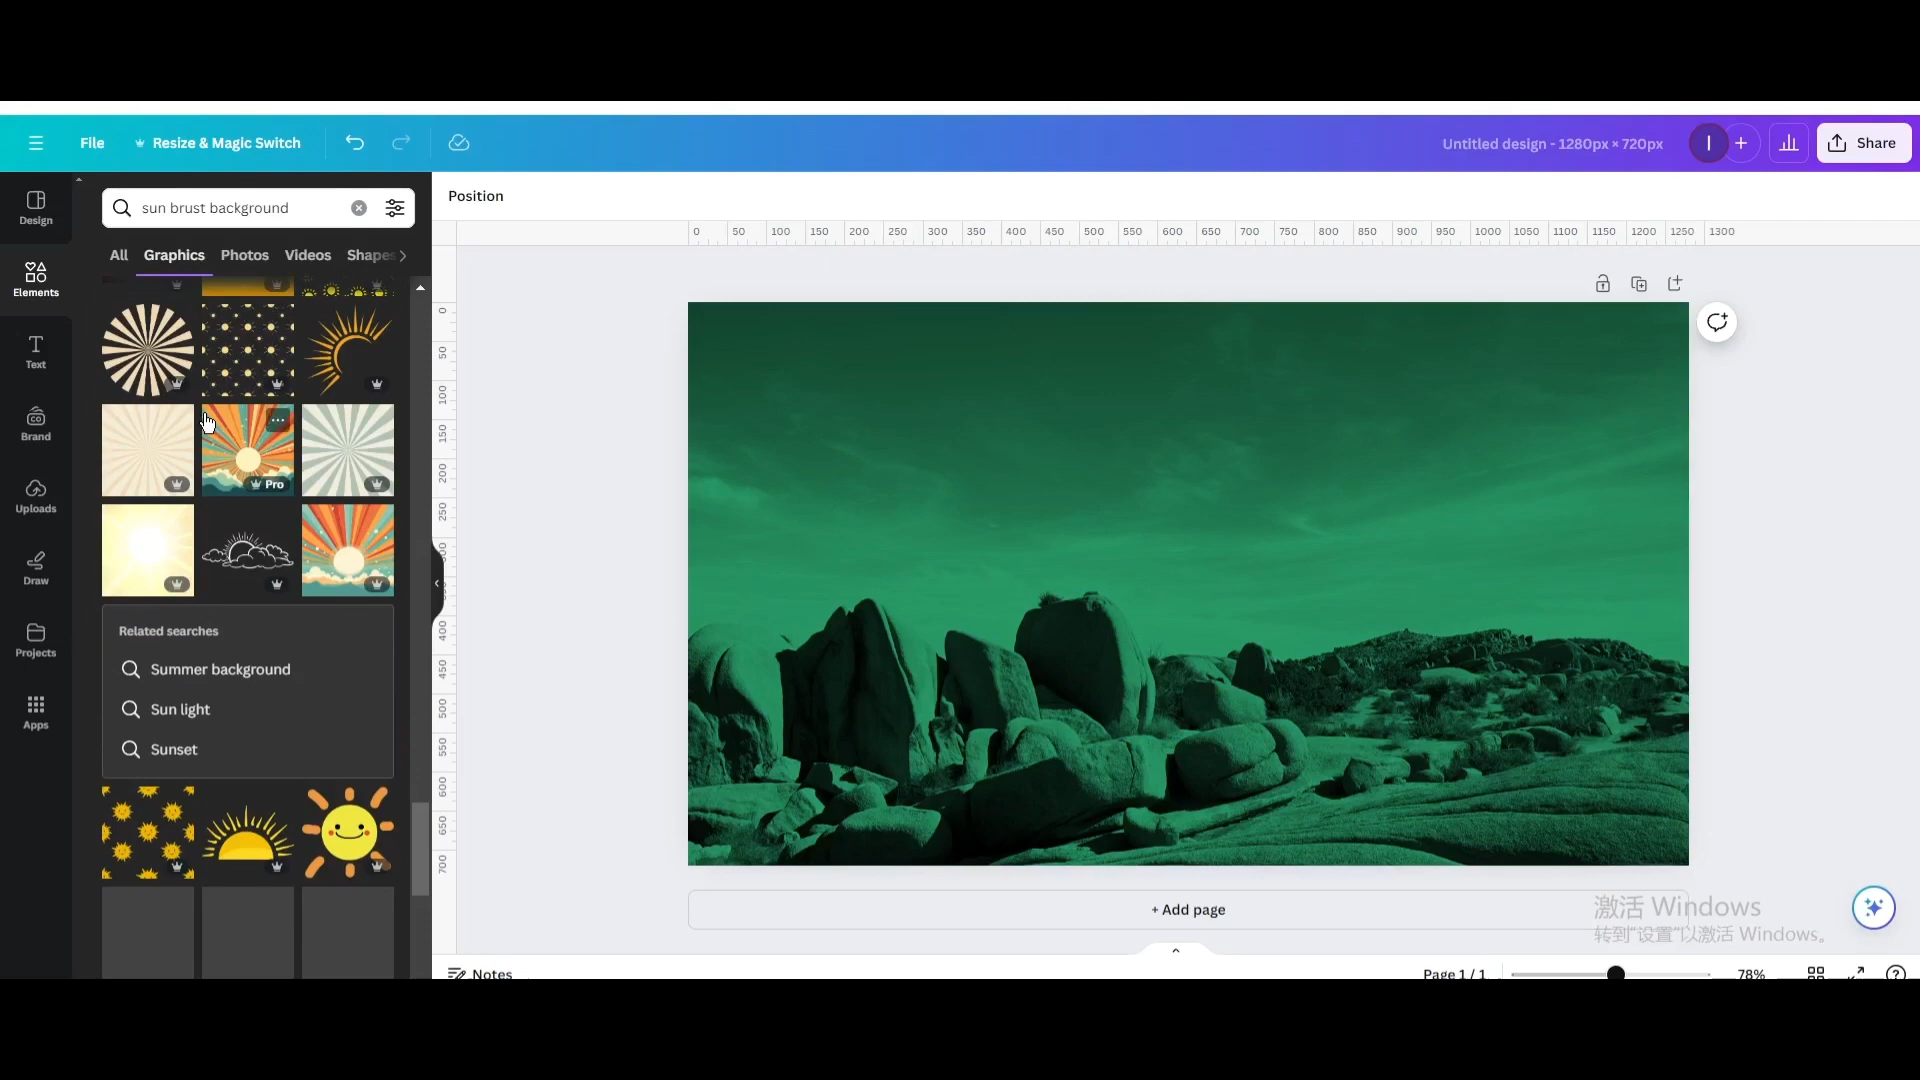 File
Resize & Magic Switch
Untitled design - 1280px × 720px
I
+
Share
Design
Elements
Text
Brand
Uploads
Draw
Projects
Apps
sun brust background
All
Graphics
Photos
Videos
Shapes
Pro
Related searches
Summer background
Sun light
Sunset
Position
0 50 100 150 200 250 300 350 400 450 500 550 600 650 700 750 800 850 900 950 1000 1050 1100 1150 1200 1250 1300
0
50
100
150
200
250
400
450
500
550
600
650
700
+ Add page
激活 Windows
转到"设置"以激活 Windows。
Notes
Page 1 / 1
78%